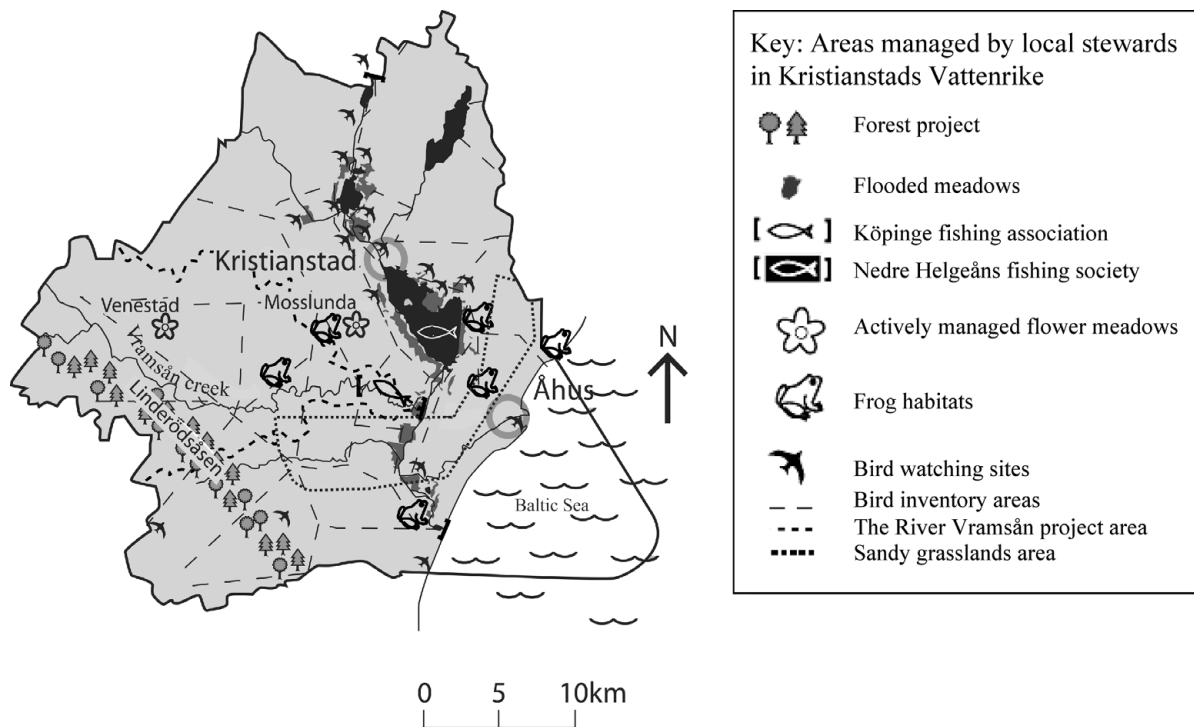 Kristianstad
Venestad
Mosslunda
Vramsån creek
Linderödsåsen
Åhus
N
Baltic Sea
0 5 10km
Key: Areas managed by local stewards
in Kristianstads Vattenrike
Forest project
Flooded meadows
Köpinge fishing association
Nedre Helgeåns fishing society
Actively managed flower meadows
Frog habitats
Bird watching sites
Bird inventory areas
The River Vramsån project area
Sandy grasslands area